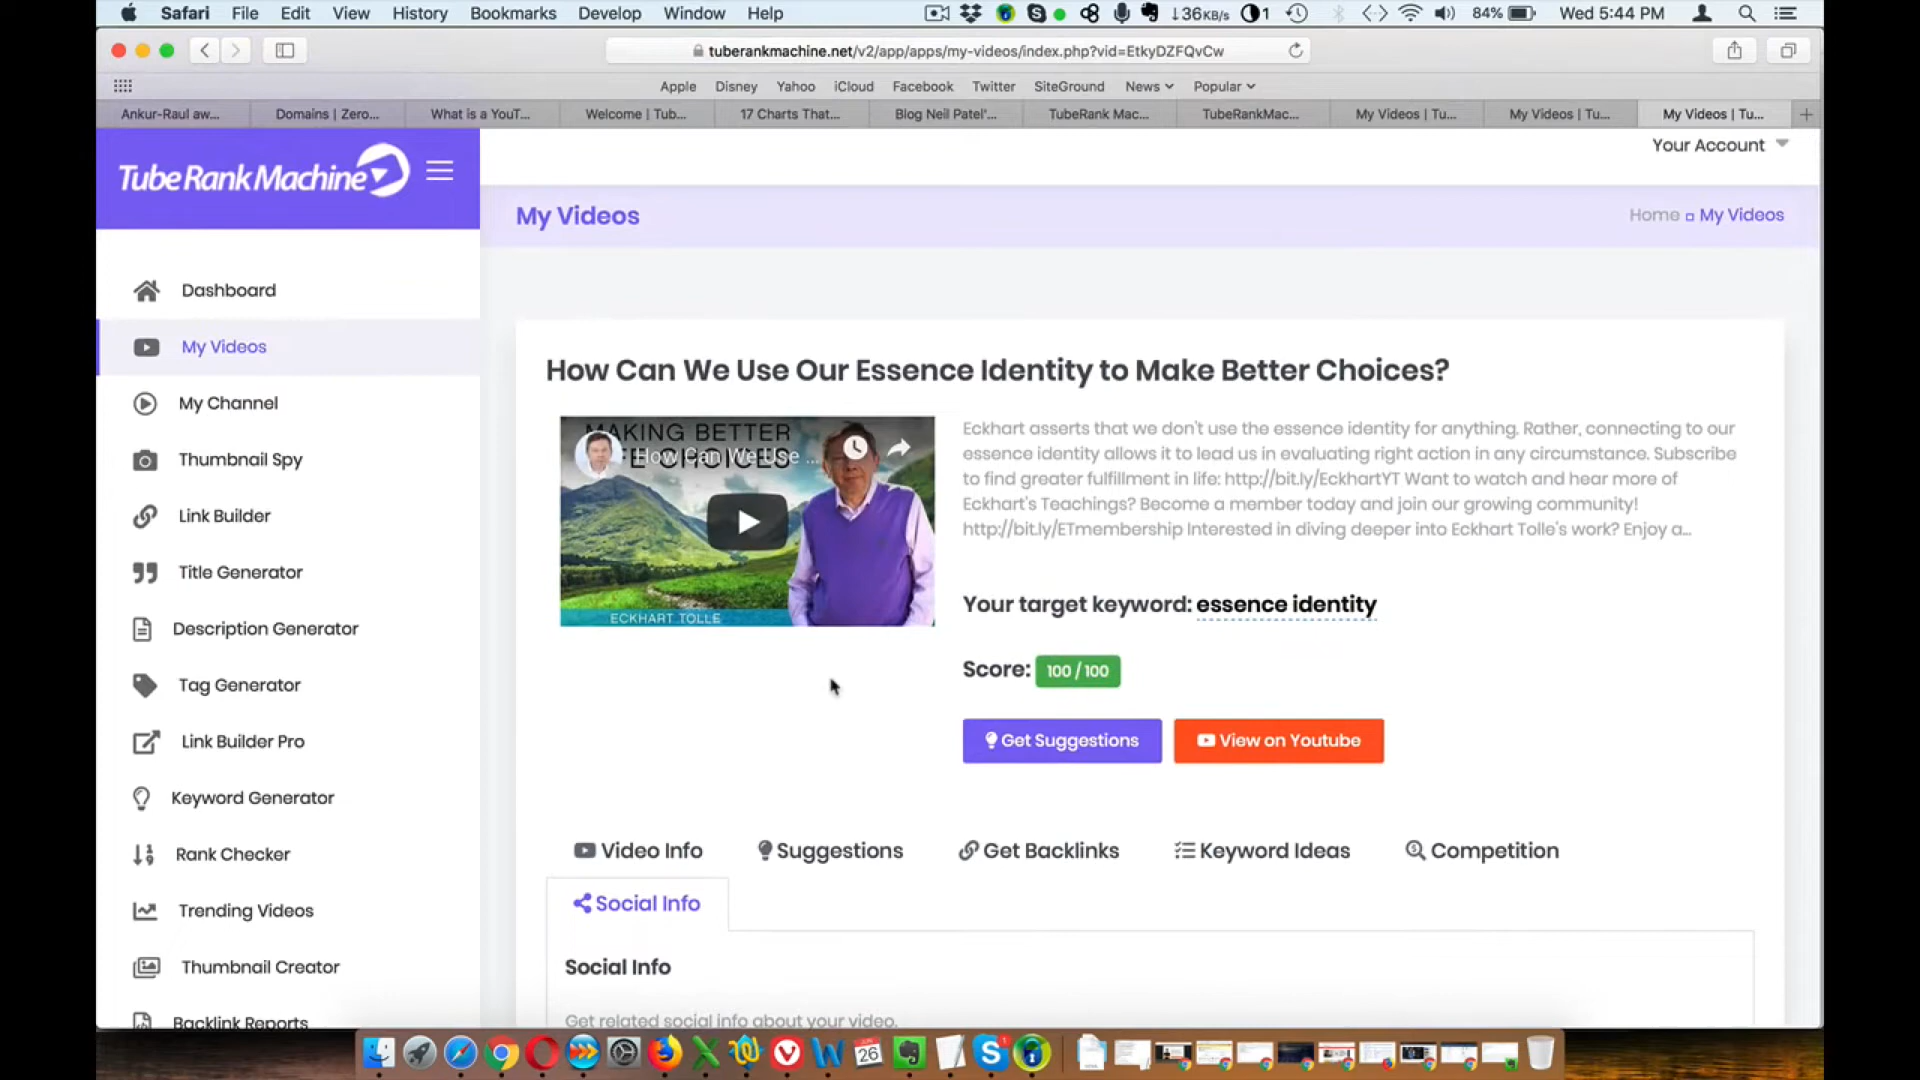 Safari File Edit View History Bookmarks Develop Window Help 36KB/s 1 84% Wed 5:44 PM
tuberankmachine.net/v2/app/apps/my-videos/index.php?vid=EtkyDZFQvCw
Apple Disney Yahoo iCloud Facebook Twitter SiteGround News Popular
Ankur-Raul aw... Domains | Zero... What is a YouT... Welcome | Tub... 17 Charts That... Blog Neil Patel'... TubeRank Mac... TubeRankMac... My Videos | Tu... My Videos | Tu... My Videos | Tu...
TubeRankMachine
Your Account
My Videos
Home My Videos
Dashboard
My Videos
My Channel
Thumbnail Spy
Link Builder
Title Generator
Description Generator
Tag Generator
Link Builder Pro
Keyword Generator
Rank Checker
Trending Videos
Thumbnail Creator
Backlink Reports
How Can We Use Our Essence Identity to Make Better Choices?
MAKING BETTER
FE CHOICES
How Can We Use ...
ECKHART TOLLE
Eckhart asserts that we don't use the essence identity for anything. Rather, connecting to our
essence identity allows it to lead us in evaluating right action in any circumstance. Subscribe
to find greater fulfillment in life: http://bit.ly/EckhartYT Want to watch and hear more of
Eckhart's Teachings? Become a member today and join our growing community!
http://bit.ly/ETmembership Interested in diving deeper into Eckhart Tolle's work? Enjoy a...
Your target keyword: essence identity
Score: 100 / 100
Get Suggestions View on Youtube
Video Info Suggestions Get Backlinks Keyword Ideas Competition
Social Info
Social Info
Get related social info about your video.
26
1